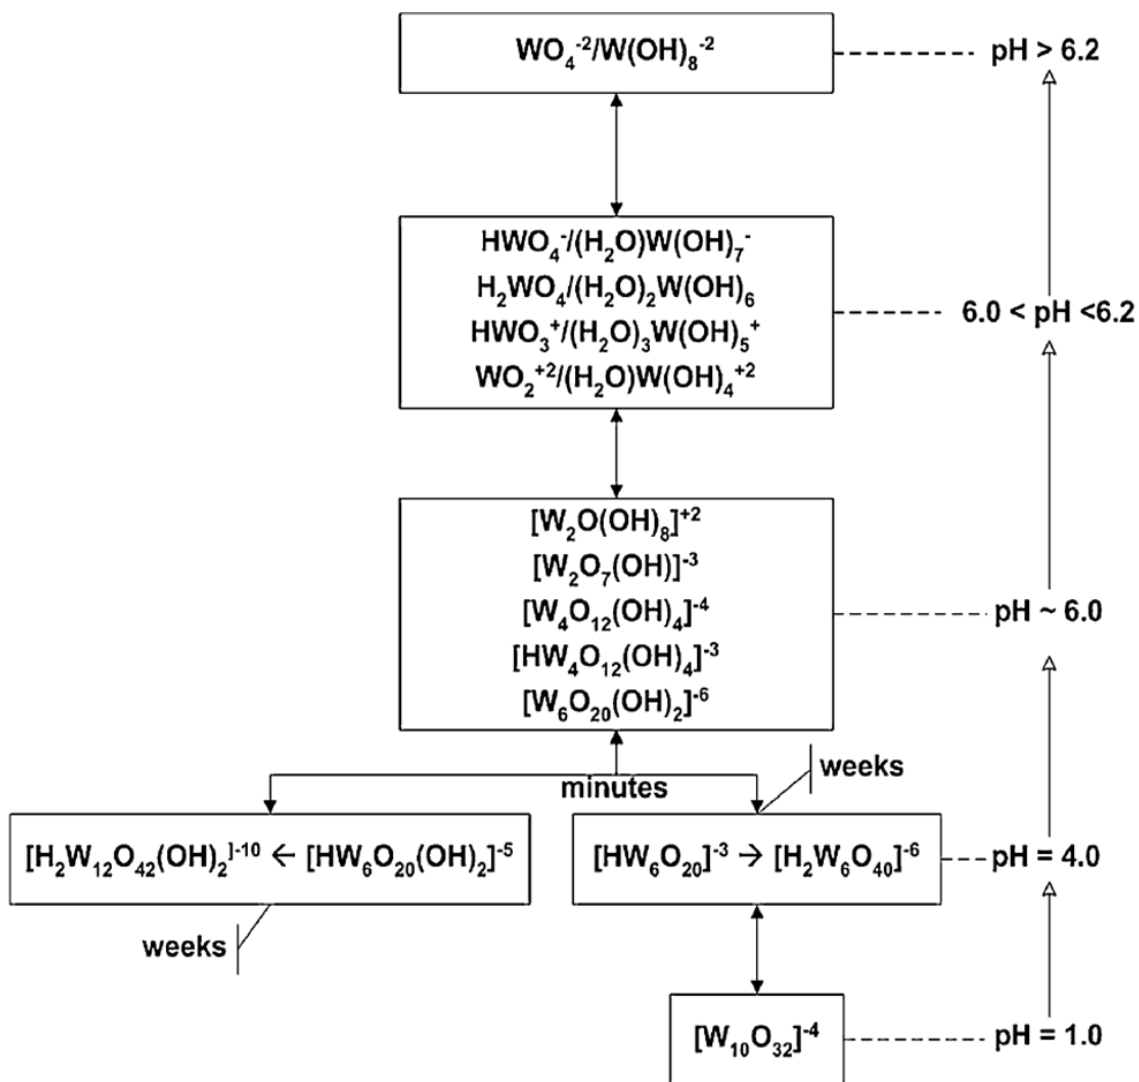 WO₄⁻²/W(OH)₈⁻²
pH > 6.2
HWO₄⁻/(H₂O)W(OH)₇⁻
H₂WO₄/(H₂O)₂W(OH)₆
HWO₃⁺/(H₂O)₃W(OH)₅⁺
WO₂⁺²/(H₂O)W(OH)₄⁺²
6.0 < pH <6.2
[W₂O(OH)₈]⁺²
[W₂O₇(OH)]⁻³
[W₄O₁₂(OH)₄]⁻⁴
[HW₄O₁₂(OH)₄]⁻³
[W₆O₂₀(OH)₂]⁻⁶
pH ~ 6.0
minutes
weeks
[H₂W₁₂O₄₂(OH)₂]⁻¹⁰ ← [HW₆O₂₀(OH)₂]⁻⁵
[HW₆O₂₀]⁻³ → [H₂W₆O₄₀]⁻⁶
pH = 4.0
weeks
[W₁₀O₃₂]⁻⁴
pH = 1.0